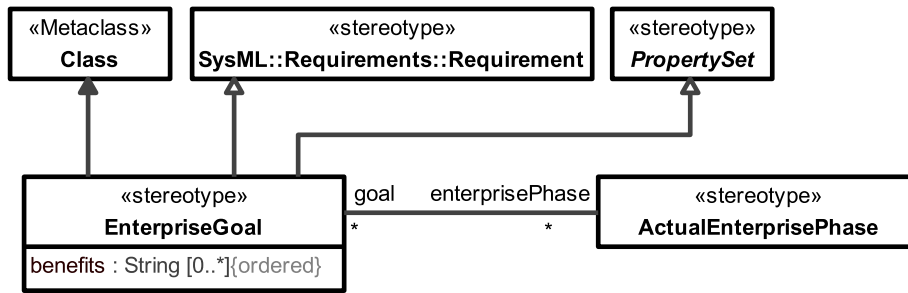 «Metaclass»
Class
«stereotype»
SysML::Requirements::Requirement
«stereotype»
PropertySet
«stereotype»
EnterpriseGoal
benefits : String [0..*]{ordered}
goal
enterprisePhase
*
*
«stereotype»
ActualEnterprisePhase